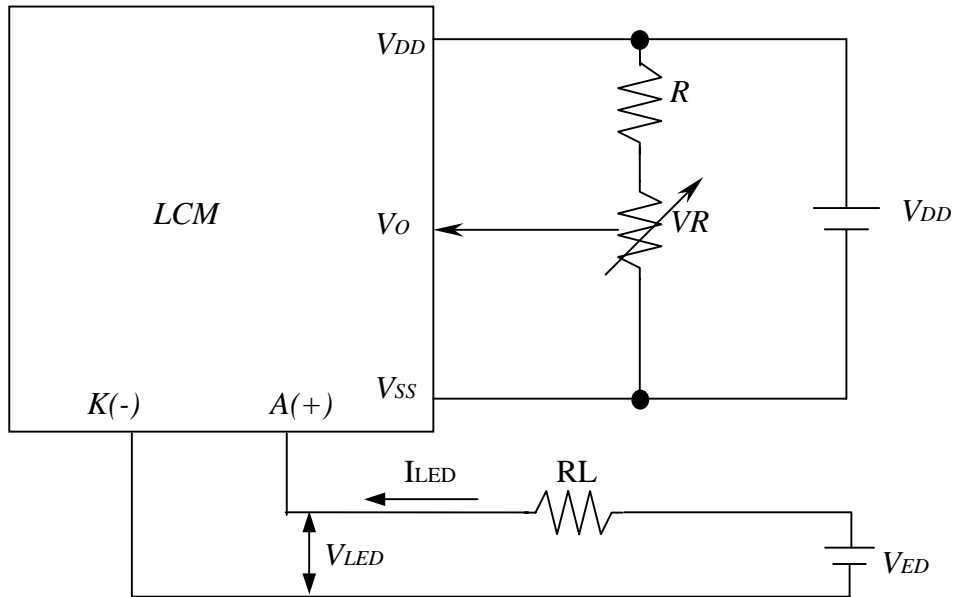 VDD
R
LCM
VO
VR
VDD
VSS
K(-)
A(+)
ILED
RL
VLED
VED